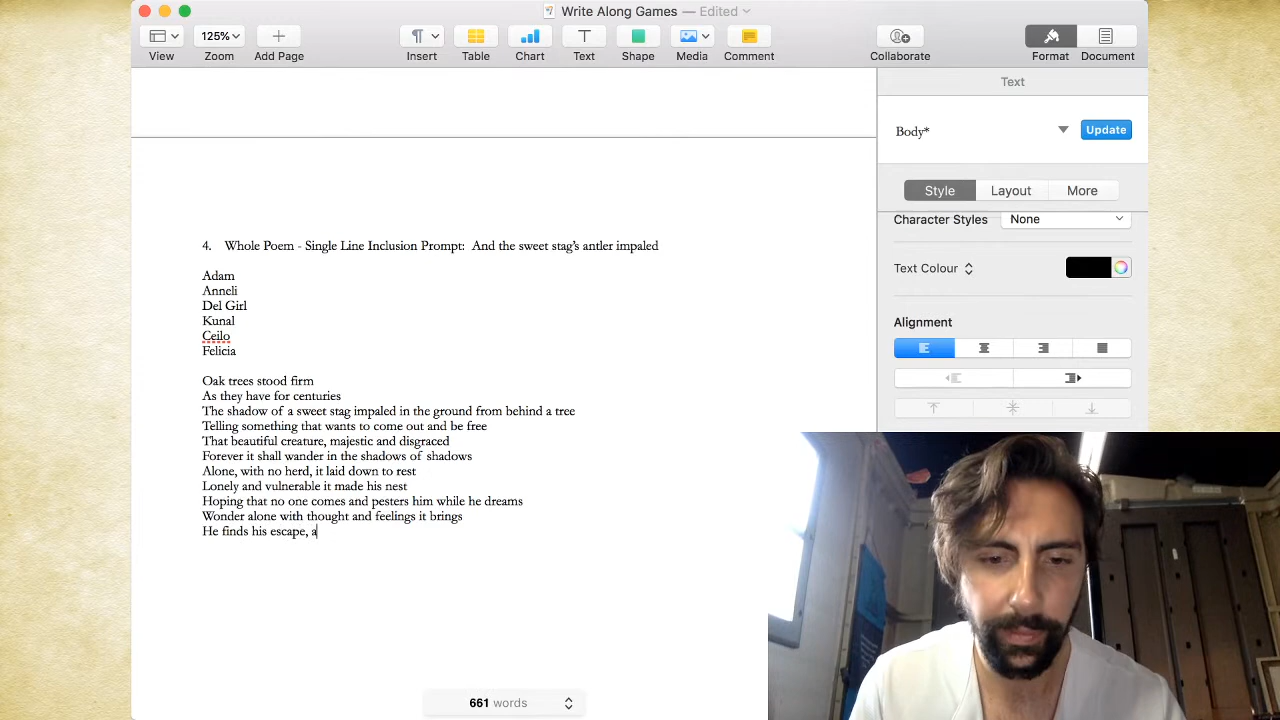 Write Along Games — Edited
125%
View
Zoom
Add Page
Insert
Table
Chart
Text
Shape
Media
Comment
Collaborate
Format
Document
Text
Body*
Update
Style
Layout
More
Character Styles
None
Text Colour
Alignment
4. Whole Poem - Single Line Inclusion Prompt: And the sweet stag's antler impaled
Adam
Anneli
Del Girl
Kunal
Ceilo
Felicia
Oak trees stood firm
As they have for centuries
The shadow of a sweet stag impaled in the ground from behind a tree
Telling something that wants to come out and be free
That beautiful creature, majestic and disgraced
Forever it shall wander in the shadows of shadows
Alone, with no herd, it laid down to rest
Lonely and vulnerable it made his nest
Hoping that no one comes and pesters him while he dreams
Wonder alone with thought and feelings it brings
He finds his escape, a
661 words